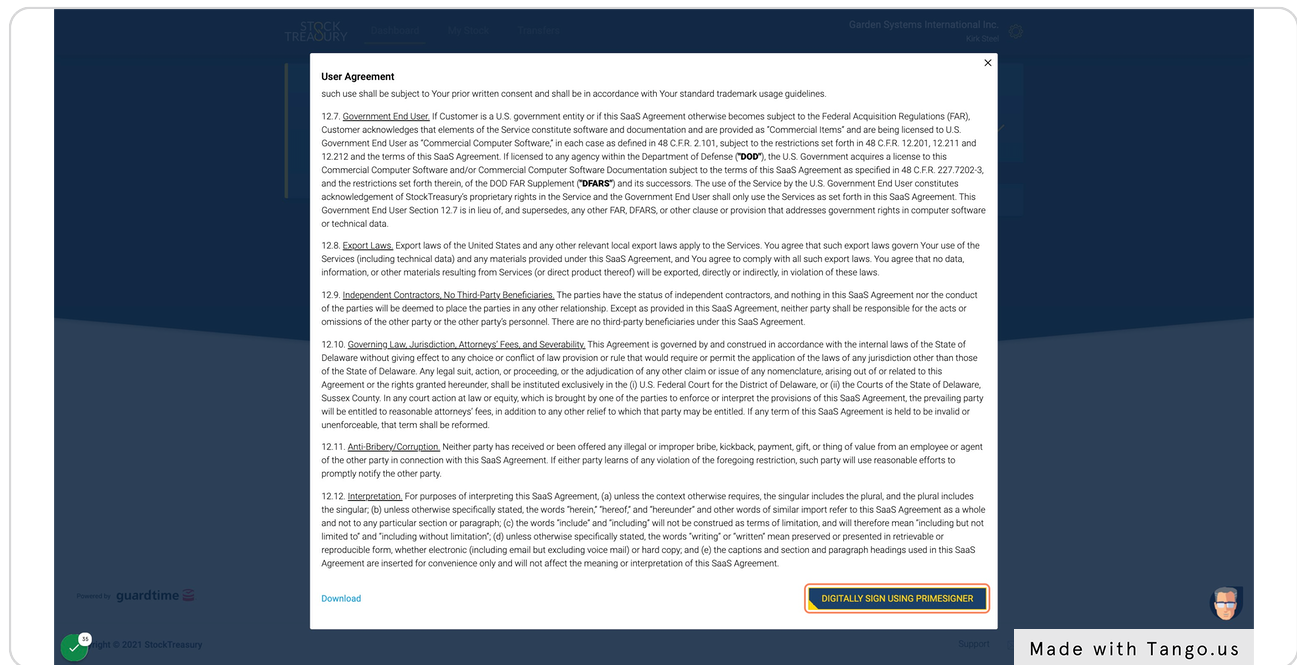 STOCK
TREASURY
Dashboard
My Stock
Transfers
Garden Systems International Inc.
Kirk Steel
User Agreement
such use shall be subject to Your prior written consent and shall be in accordance with Your standard trademark usage guidelines.
12.7. Government End User. If Customer is a U.S. government entity or if this SaaS Agreement otherwise becomes subject to the Federal Acquisition Regulations (FAR),
Customer acknowledges that elements of the Service constitute software and documentation and are provided as "Commercial Items" and are being licensed to U.S.
Government End User as "Commercial Computer Software," in each case as defined in 48 C.F.R. 2.101, subject to the restrictions set forth in 48 C.F.R. 12.201, 12.211 and
12.212 and the terms of this SaaS Agreement. If licensed to any agency within the Department of Defense ("DOD"), the U.S. Government acquires a license to this
Commercial Computer Software and/or Commercial Computer Software Documentation subject to the terms of this SaaS Agreement as specified in 48 C.F.R. 227.7202-3,
and the restrictions set forth therein, of the DOD FAR Supplement ("DFARS") and its successors. The use of the Service by the U.S. Government End User constitutes
acknowledgement of StockTreasury's proprietary rights in the Service and the Government End User shall only use the Services as set forth in this SaaS Agreement. This
Government End User Section 12.7 is in lieu of, and supersedes, any other FAR, DFARS, or other clause or provision that addresses government rights in computer software
or technical data.
12.8. Export Laws. Export laws of the United States and any other relevant local export laws apply to the Services. You agree that such export laws govern Your use of the
Services (including technical data) and any materials provided under this SaaS Agreement, and You agree to comply with all such export laws. You agree that no data,
information, or other materials resulting from Services (or direct product thereof) will be exported, directly or indirectly, in violation of these laws.
12.9. Independent Contractors, No Third-Party Beneficiaries. The parties have the status of independent contractors, and nothing in this SaaS Agreement nor the conduct
of the parties will be deemed to place the parties in any other relationship. Except as provided in this SaaS Agreement, neither party shall be responsible for the acts or
omissions of the other party or the other party's personnel. There are no third-party beneficiaries under this SaaS Agreement.
12.10. Governing Law, Jurisdiction, Attorneys' Fees, and Severability. This Agreement is governed by and construed in accordance with the internal laws of the State of
Delaware without giving effect to any choice or conflict of law provision or rule that would require or permit the application of the laws of any jurisdiction other than those
of the State of Delaware. Any legal suit, action, or proceeding, or the adjudication of any other claim or issue of any nomenclature, arising out of or related to this
Agreement or the rights granted hereunder, shall be instituted exclusively in the (i) U.S. Federal Court for the District of Delaware, or (ii) the Courts of the State of Delaware,
Sussex County. In any court action at law or equity, which is brought by one of the parties to enforce or interpret the provisions of this SaaS Agreement, the prevailing party
will be entitled to reasonable attorneys' fees, in addition to any other relief to which that party may be entitled. If any term of this SaaS Agreement is held to be invalid or
unenforceable, that term shall be reformed.
12.11. Anti-Bribery/Corruption. Neither party has received or been offered any illegal or improper bribe, kickback, payment, gift, or thing of value from an employee or agent
of the other party in connection with this SaaS Agreement. If either party learns of any violation of the foregoing restriction, such party will use reasonable efforts to
promptly notify the other party.
12.12. Interpretation. For purposes of interpreting this SaaS Agreement, (a) unless the context otherwise requires, the singular includes the plural, and the plural includes
the singular; (b) unless otherwise specifically stated, the words "herein," "hereof," and "hereunder" and other words of similar import refer to this SaaS Agreement as a whole
and not to any particular section or paragraph; (c) the words "include" and "including" will not be construed as terms of limitation, and will therefore mean "including but not
limited to" and "including without limitation"; (d) unless otherwise specifically stated, the words "writing" or "written" mean preserved or presented in retrievable or
reproducible form, whether electronic (including email but excluding voice mail) or hard copy; and (e) the captions and section and paragraph headings used in this SaaS
Agreement are inserted for convenience only and will not affect the meaning or interpretation of this SaaS Agreement.
Download
DIGITALLY SIGN USING PRIMESIGNER
Powered by guardtime
35
right © 2021 StockTreasury
Support
Made with Tango.us